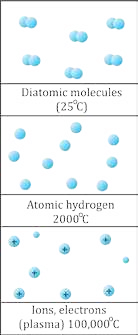 Diatomic molecules
(25°C)
Atomic hydrogen
2000°C
+ +
+
+ +
Ions, electrons
(plasma) 100,000°C